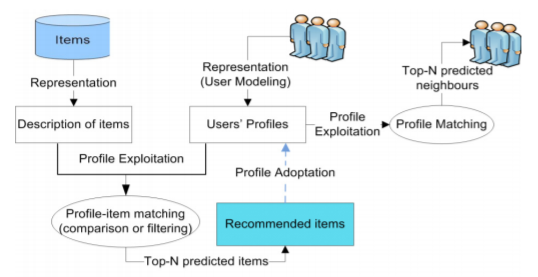 Items
Representation
Representation
(User Modeling)
Top-N predicted
neighbours
Description of items
Users' Profiles
Profile
Exploitation
Profile Matching
Profile Exploitation
Profile Adoptation
Profile-item matching
(comparison or filtering)
Recommended items
Top-N predicted items